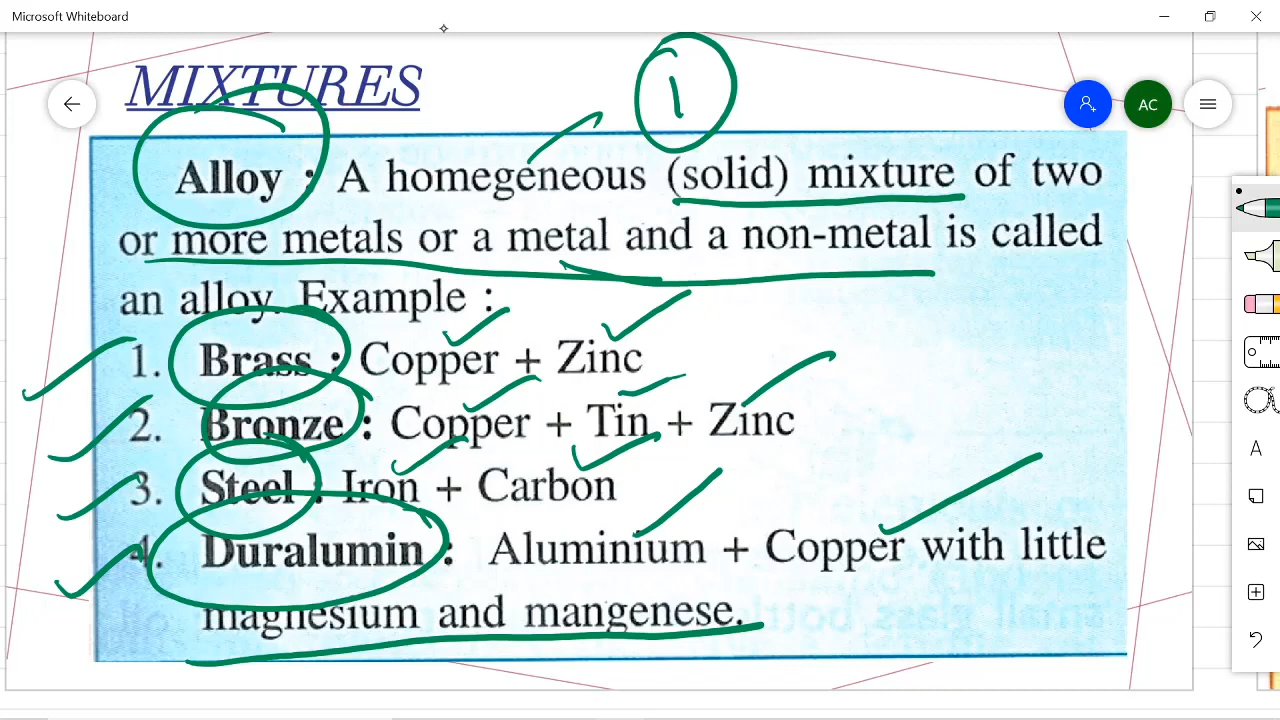 Microsoft Whiteboard
MIXTURES
1
AC
Alloy : A homegeneous (solid) mixture of two
or more metals or a metal and a non-metal is called
an alloy. Example :
1. Brass : Copper + Zinc
2. Bronze : Copper + Tin + Zinc
3. Steel : Iron + Carbon
4. Duralumin : Aluminium + Copper with little
magnesium and mangenese.
A